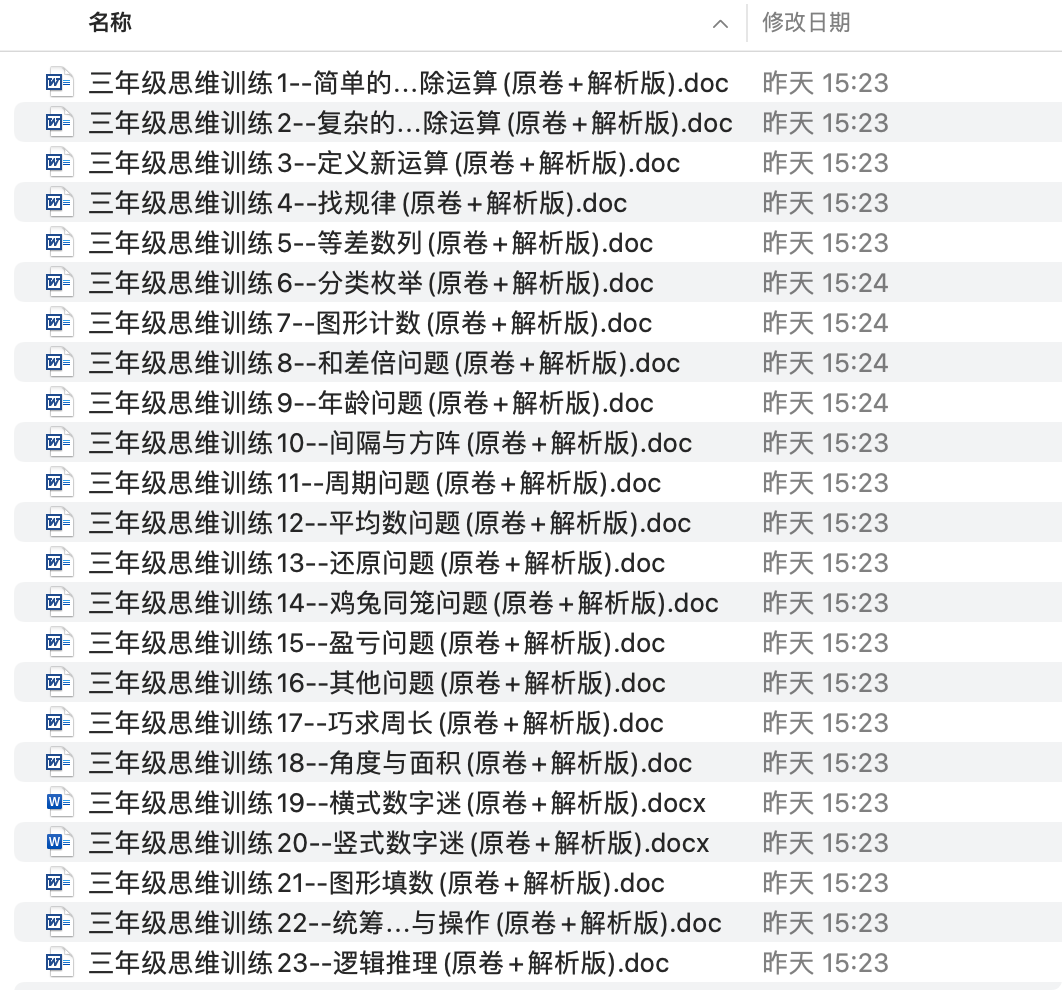 名称 修改日期
三年级思维训练1--简单的...除运算(原卷+解析版).doc 昨天 15:23
三年级思维训练2--复杂的...除运算(原卷+解析版).doc 昨天 15:23
三年级思维训练3--定义新运算(原卷+解析版).doc 昨天 15:23
三年级思维训练4--找规律(原卷+解析版).doc 昨天 15:23
三年级思维训练5--等差数列(原卷+解析版).doc 昨天 15:23
三年级思维训练6--分类枚举(原卷+解析版).doc 昨天 15:24
三年级思维训练7--图形计数(原卷+解析版).doc 昨天 15:24
三年级思维训练8--和差倍问题(原卷+解析版).doc 昨天 15:24
三年级思维训练9--年龄问题(原卷+解析版).doc 昨天 15:24
三年级思维训练10--间隔与方阵(原卷+解析版).doc 昨天 15:23
三年级思维训练11--周期问题(原卷+解析版).doc 昨天 15:23
三年级思维训练12--平均数问题(原卷+解析版).doc 昨天 15:23
三年级思维训练13--还原问题(原卷+解析版).doc 昨天 15:23
三年级思维训练14--鸡兔同笼问题(原卷+解析版).doc 昨天 15:23
三年级思维训练15--盈亏问题(原卷+解析版).doc 昨天 15:23
三年级思维训练16--其他问题(原卷+解析版).doc 昨天 15:23
三年级思维训练17--巧求周长(原卷+解析版).doc 昨天 15:23
三年级思维训练18--角度与面积(原卷+解析版).doc 昨天 15:23
三年级思维训练19--横式数字迷(原卷+解析版).docx 昨天 15:23
三年级思维训练20--竖式数字迷(原卷+解析版).docx 昨天 15:23
三年级思维训练21--图形填数(原卷+解析版).doc 昨天 15:23
三年级思维训练22--统筹...与操作(原卷+解析版).doc 昨天 15:23
三年级思维训练23--逻辑推理(原卷+解析版).doc 昨天 15:23